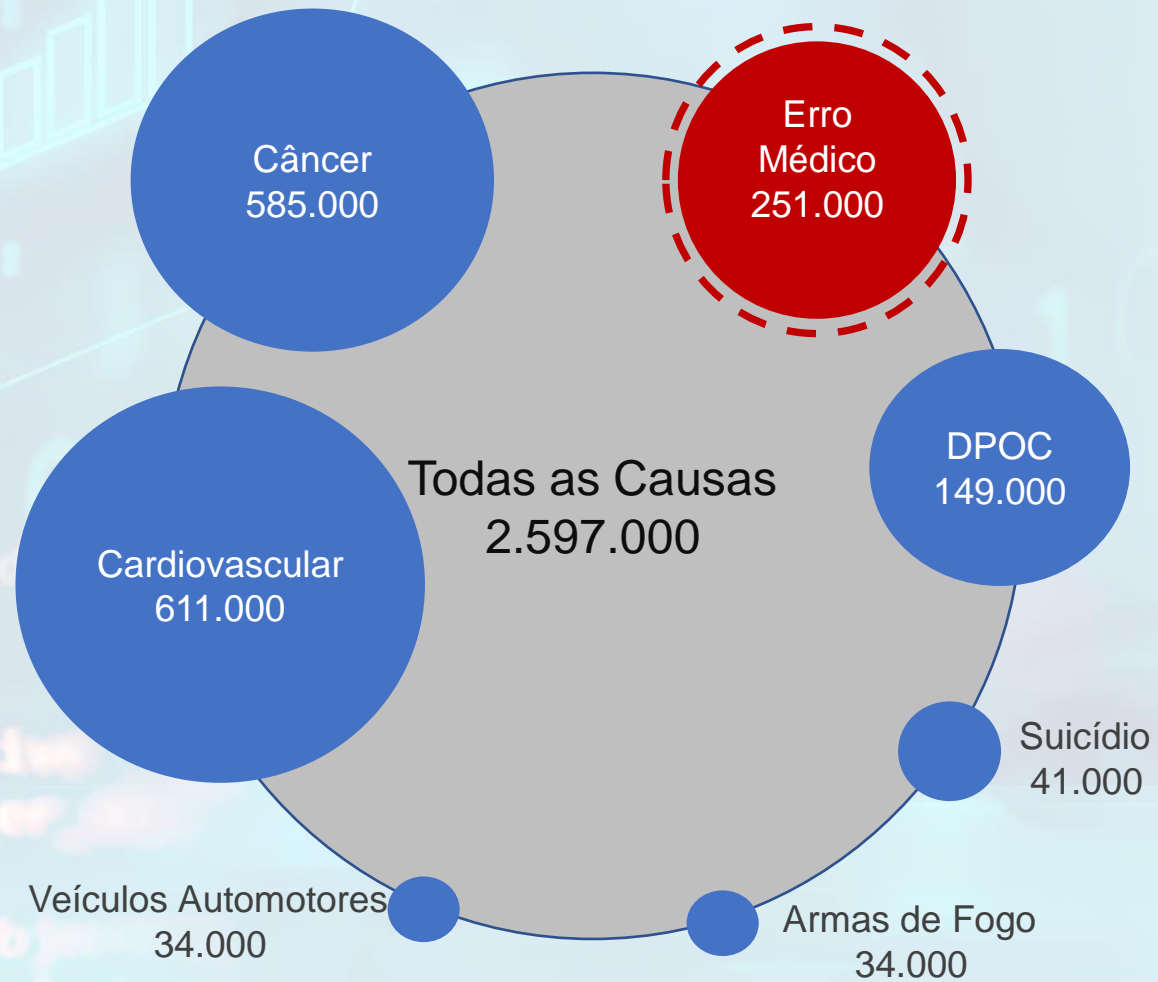 Câncer
585.000
Erro
Médico
251.000
DPOC
149.000
Todas as Causas
2.597.000
Cardiovascular
611.000
Suicídio
41.000
Veículos Automotores
34.000
Armas de Fogo
34.000